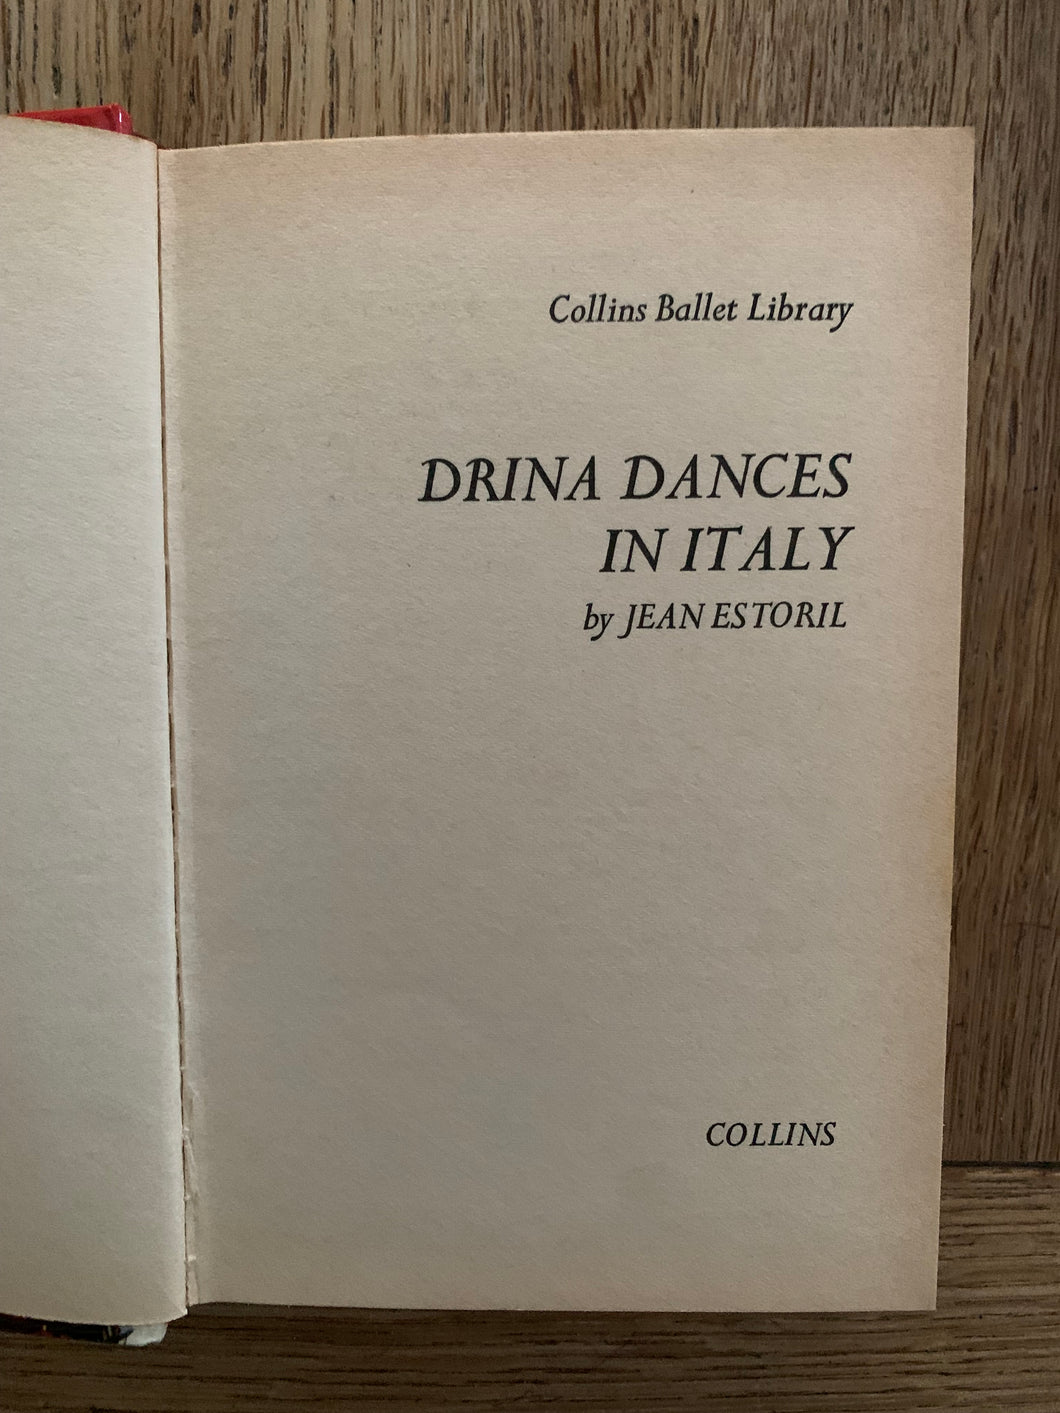 Collins Ballet Library
DRINA DANCES
IN ITALY
by JEAN ESTORIL
COLLINS